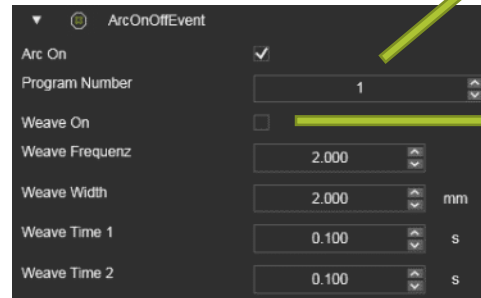 ArcOnOffEvent
Arc On
Program Number 1
Weave On
Weave Frequenz 2.000
Weave Width 2.000 mm
Weave Time 1 0.100 s
Weave Time 2 0.100 s